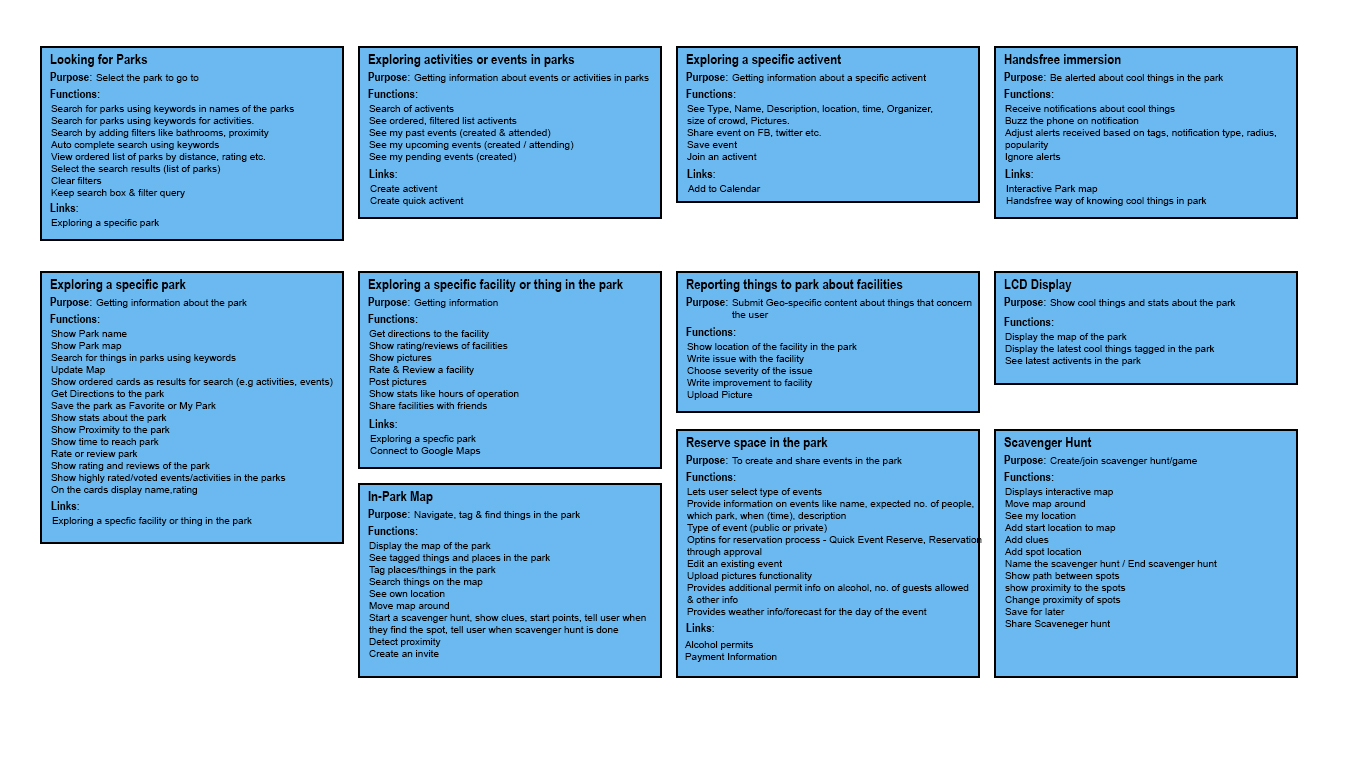 Looking for Parks
Purpose: Select the park to go to
Functions:
Search for parks using keywords in names of the parks
Search for parks using keywords for activities.
Search by adding filters like bathrooms, proximity
Auto complete search using keywords
View ordered list of parks by distance, rating etc.
Select the search results (list of parks)
Clear filters
Keep search box & filter query
Links:
Exploring a specific park
Exploring activities or events in parks
Purpose: Getting information about events or activities in parks
Functions:
Search of activents
See ordered, filtered list activents
See my past events (created & attended)
See my upcoming events (created / attending)
See my pending events (created)
Links:
Create activent
Create quick activent
Exploring a specific activent
Purpose: Getting information about a specific activent
Functions:
See Type, Name, Description, location, time, Organizer,
size of crowd, Pictures.
Share event on FB, twitter etc.
Save event
Join an activent
Links:
Add to Calendar
Handsfree immersion
Purpose: Be alerted about cool things in the park
Functions:
Receive notifications about cool things
Buzz the phone on notification
Adjust alerts received based on tags, notification type, radius,
popularity
Ignore alerts
Links:
Interactive Park map
Handsfree way of knowing cool things in park
Exploring a specific park
Purpose: Getting information about the park
Functions:
Show Park name
Show Park map
Search for things in parks using keywords
Update Map
Show ordered cards as results for search (e.g activities, events)
Get Directions to the park
Save the park as Favorite or My Park
Show stats about the park
Show Proximity to the park
Show time to reach park
Rate or review park
Show rating and reviews of the park
Show highly rated/voted events/activities in the parks
On the cards display name,rating
Links:
Exploring a specfic facility or thing in the park
Exploring a specific facility or thing in the park
Purpose: Getting information
Functions:
Get directions to the facility
Show rating/reviews of facilities
Show pictures
Rate & Review a facility
Post pictures
Show stats like hours of operation
Share facilities with friends
Links:
Exploring a specfic park
Connect to Google Maps
Reporting things to park about facilities
Purpose: Submit Geo-specific content about things that concern
the user
Functions:
Show location of the facility in the park
Write issue with the facility
Choose severity of the issue
Write improvement to facility
Upload Picture
LCD Display
Purpose: Show cool things and stats about the park
Functions:
Display the map of the park
Display the latest cool things tagged in the park
See latest activents in the park
In-Park Map
Purpose: Navigate, tag & find things in the park
Functions:
Display the map of the park
See tagged things and places in the park
Tag places/things in the park
Search things on the map
See own location
Move map around
Start a scavenger hunt, show clues, start points, tell user when
they find the spot, tell user when scavenger hunt is done
Detect proximity
Create an invite
Reserve space in the park
Purpose: To create and share events in the park
Functions:
Lets user select type of events
Provide information on events like name, expected no. of people,
which park, when (time), description
Type of event (public or private)
Optins for reservation process - Quick Event Reserve, Reservation
through approval
Edit an existing event
Upload pictures functionality
Provides additional permit info on alcohol, no. of guests allowed
& other info
Provides weather info/forecast for the day of the event
Links:
Alcohol permits
Payment Information
Scavenger Hunt
Purpose: Create/join scavenger hunt/game
Functions:
Displays interactive map
Move map around
See my location
Add start location to map
Add clues
Add spot location
Name the scavenger hunt / End scavenger hunt
Show path between spots
show proximity to the spots
Change proximity of spots
Save for later
Share Scaveneger hunt